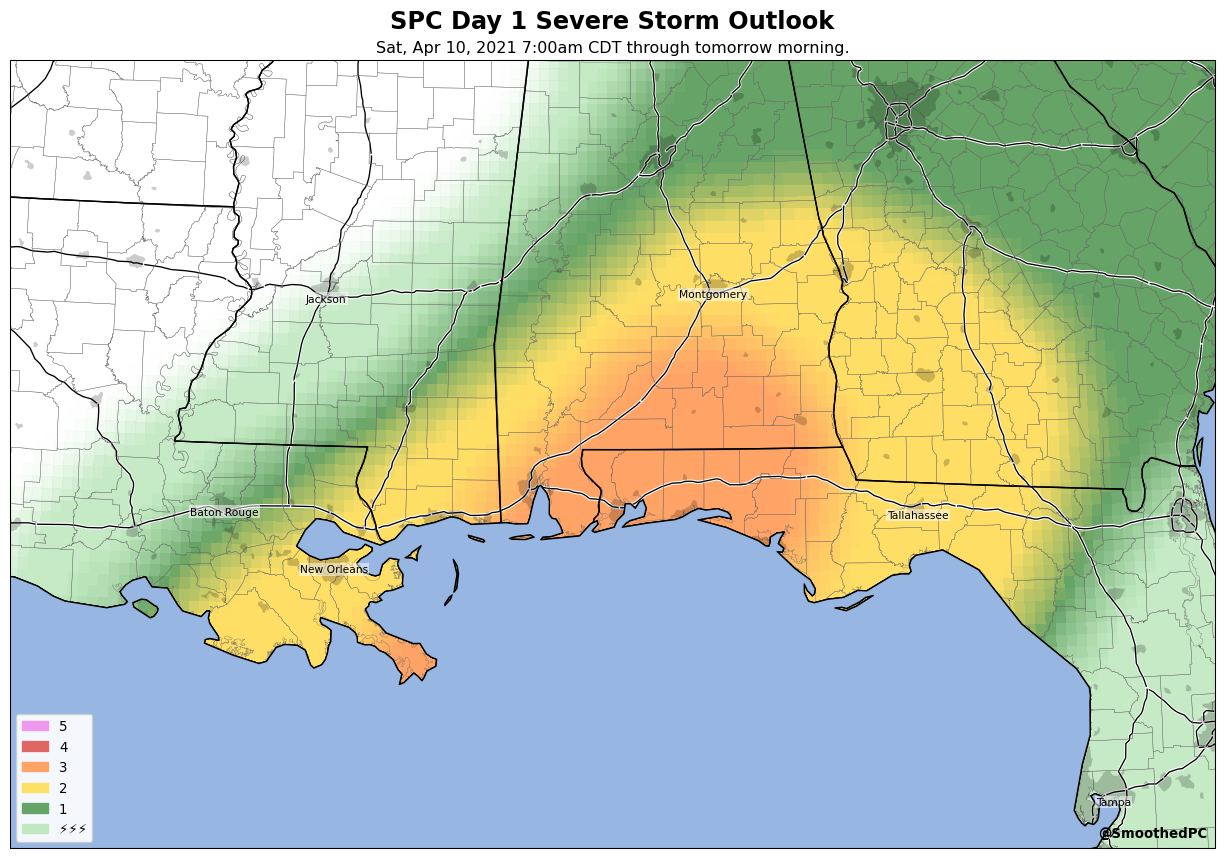 SPC Day 1 Severe Storm Outlook
Sat, Apr 10, 2021 7:00am CDT through tomorrow morning.
Jackson
Montgomery
Baton Rouge
Tallahassee
New Orleans
5
4
3
2
1
⚡⚡⚡
Tampa
@SmoothedPC